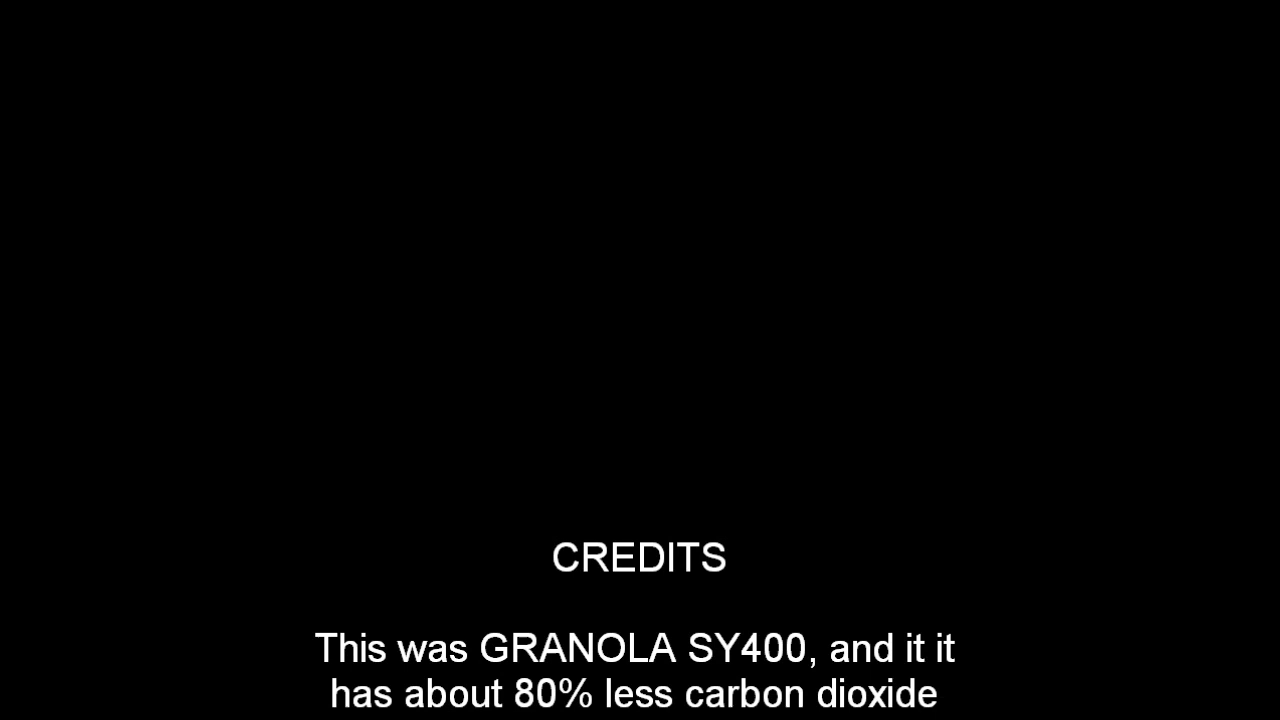 CREDITS
This was GRANOLA SY400, and it it
has about 80% less carbon dioxide